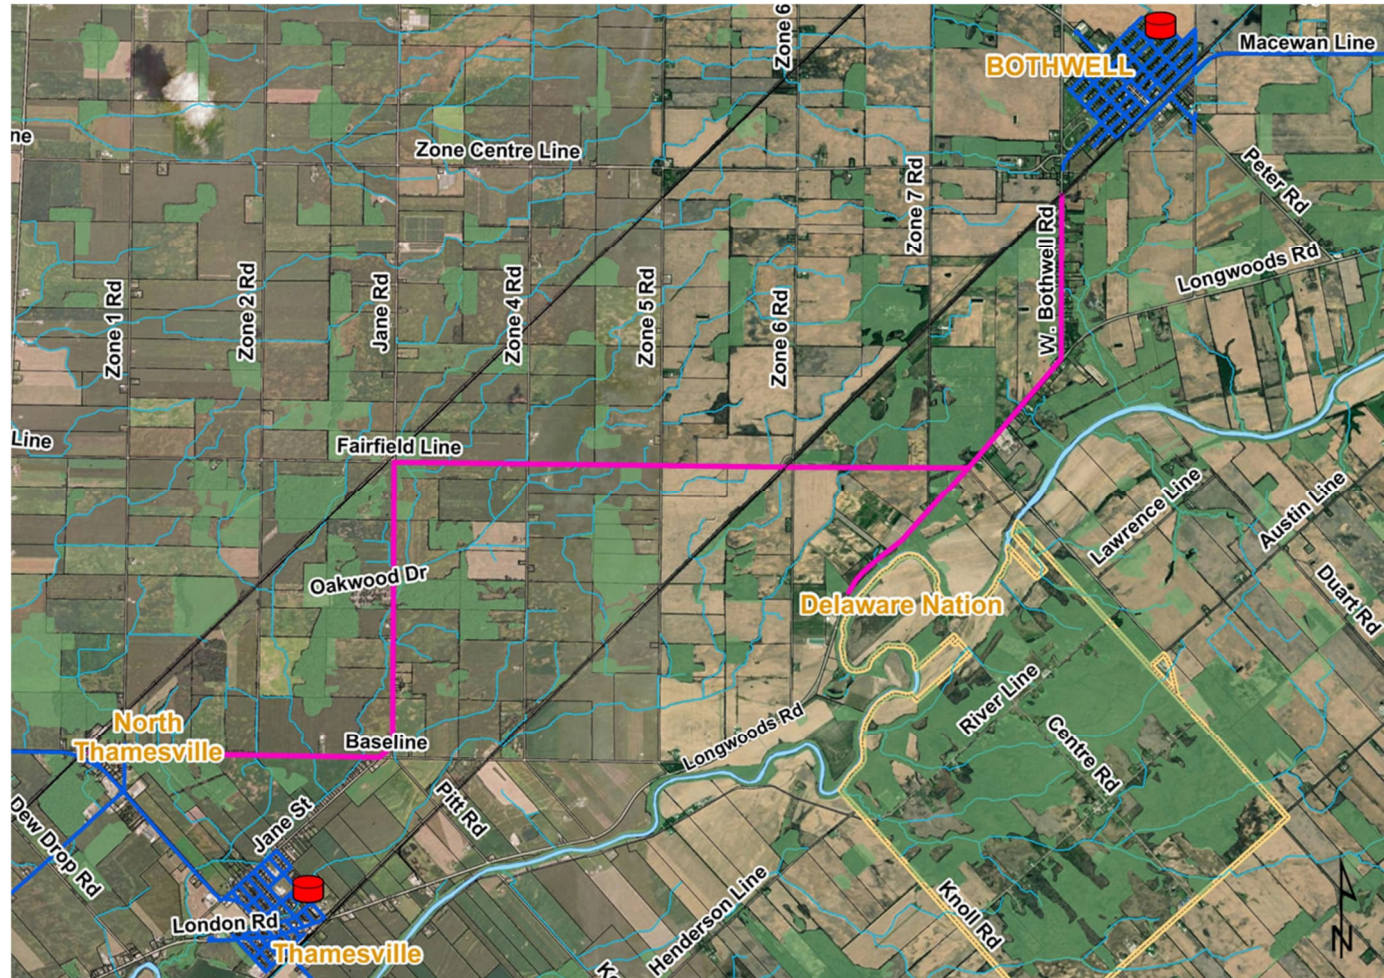 Zone 6
Macewan Line
BOTHWELL
ne
Zone Centre Line
Peter Rd
Zone 7 Rd
W. Bothwell Rd
Longwoods Rd
Zone 1 Rd
Zone 2 Rd
Jane Rd
Zone 4 Rd
Zone 5 Rd
Zone 6 Rd
Line
Fairfield Line
Lawrence Line
Austin Line
Oakwood Dr
Duart Rd
Delaware Nation
North
Thamesville
Baseline
Longwoods Rd
River Line
Centre Rd
Dew Drop Rd
Jane St
Pitt Rd
Henderson Line
Knoll Rd
London Rd
Thamesville
N